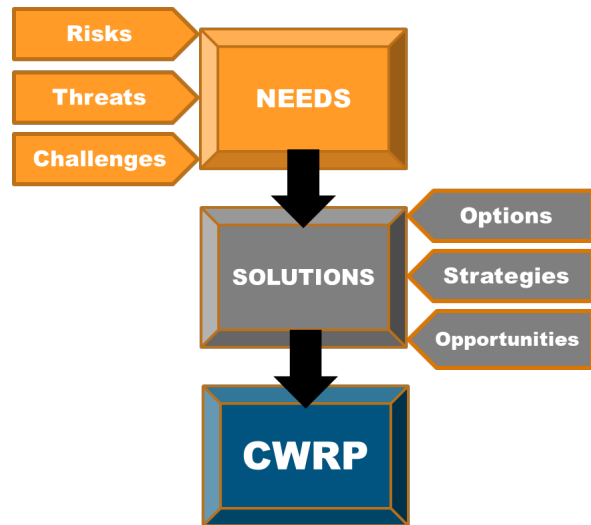 Risks
Threats
Challenges
NEEDS
SOLUTIONS
Options
Strategies
Opportunities
CWRP